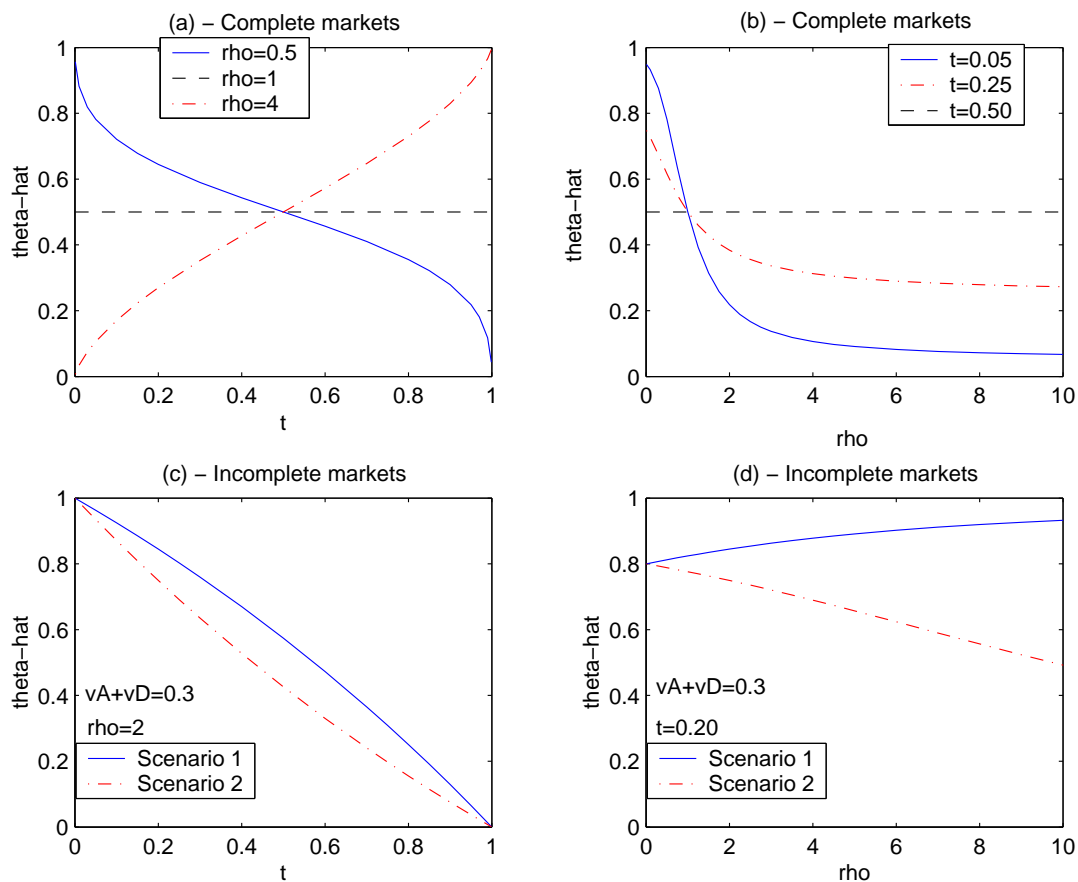 (a) − Complete markets
rho=0.5
rho=1
rho=4
theta−hat
1
0.8
0.6
0.4
0.2
0
0 0.2 0.4 0.6 0.8 1
t
(b) − Complete markets
t=0.05
t=0.25
t=0.50
theta−hat
1
0.8
0.6
0.4
0.2
0
0 2 4 6 8 10
rho
(c) − Incomplete markets
theta−hat
1
0.8
0.6
0.4
0.2
0
vA+vD=0.3
rho=2
Scenario 1
Scenario 2
0 0.2 0.4 0.6 0.8 1
t
(d) − Incomplete markets
theta−hat
1
0.8
0.6
0.4
0.2
0
vA+vD=0.3
t=0.20
Scenario 1
Scenario 2
0 2 4 6 8 10
rho